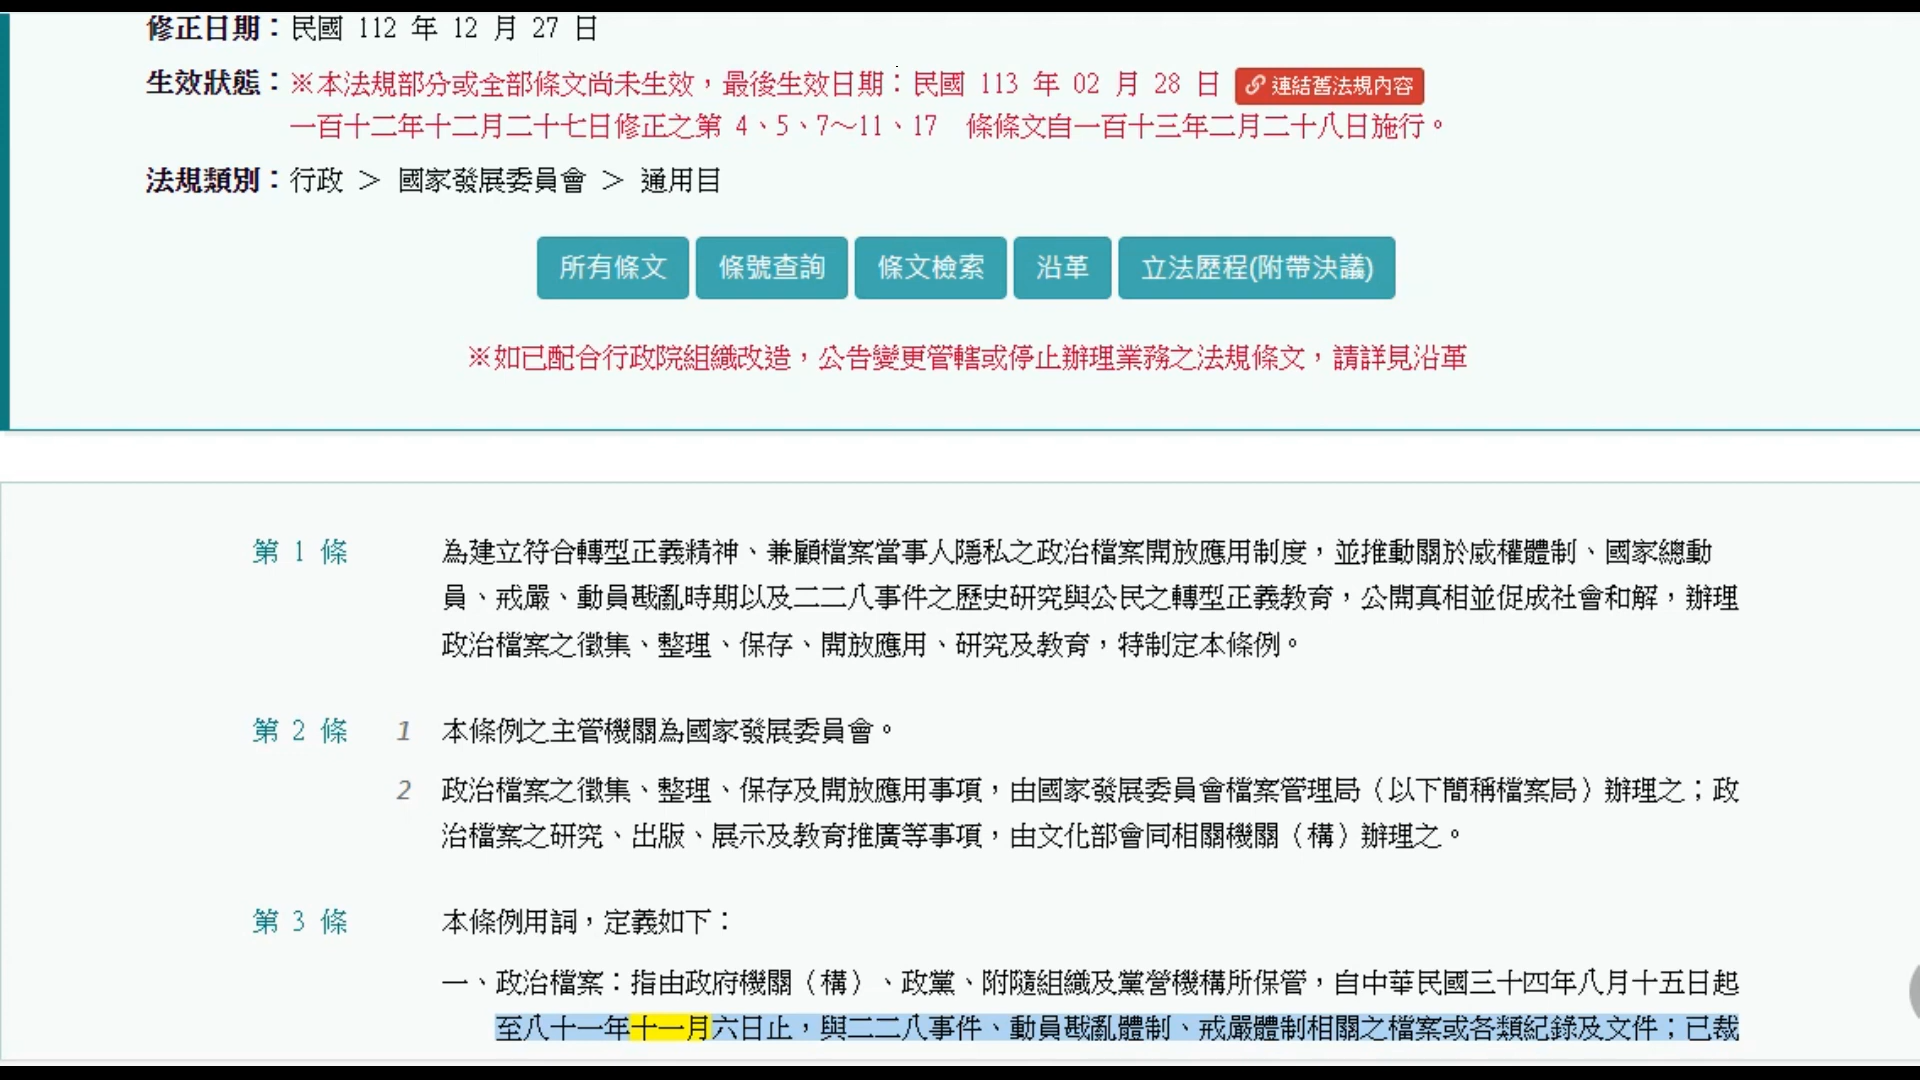 修正日期：民國 112 年 12 月 27 日
生效狀態：※本法規部分或全部條文尚未生效，最後生效日期：民國 113 年 02 月 28 日 連結舊法規內容
一百十二年十二月二十七日修正之第 4、5、7～11、17 條條文自一百十三年二月二十八日施行。
法規類別：行政 ＞ 國家發展委員會 ＞ 通用目
所有條文 條號查詢 條文檢索 沿革 立法歷程(附帶決議)
※如已配合行政院組織改造，公告變更管轄或停止辦理業務之法規條文，請詳見沿革
第 1 條 為建立符合轉型正義精神、兼顧檔案當事人隱私之政治檔案開放應用制度，並推動關於威權體制、國家總動
員、戒嚴、動員戡亂時期以及二二八事件之歷史研究與公民之轉型正義教育，公開真相並促成社會和解，辦理
政治檔案之徵集、整理、保存、開放應用、研究及教育，特制定本條例。
第 2 條 1 本條例之主管機關為國家發展委員會。
2 政治檔案之徵集、整理、保存及開放應用事項，由國家發展委員會檔案管理局（以下簡稱檔案局）辦理之；政
治檔案之研究、出版、展示及教育推廣等事項，由文化部會同相關機關（構）辦理之。
第 3 條 本條例用詞，定義如下：
一、政治檔案：指由政府機關（構）、政黨、附隨組織及黨營機構所保管，自中華民國三十四年八月十五日起
至八十一年十一月六日止，與二二八事件、動員戡亂體制、戒嚴體制相關之檔案或各類紀錄及文件；已裁